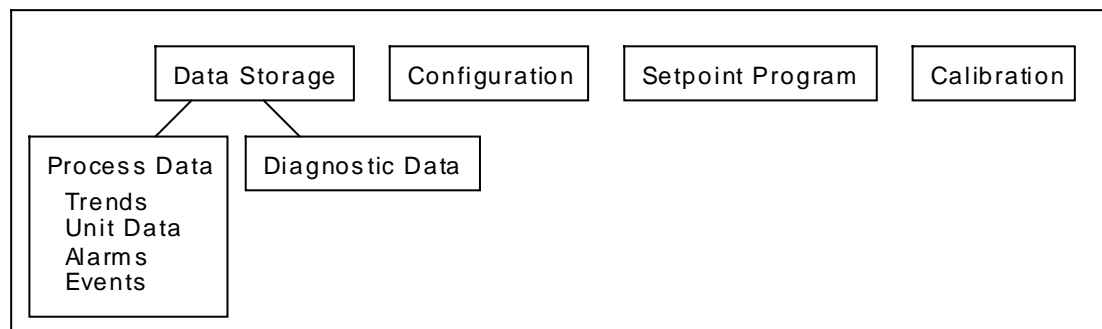 Data Storage
Configuration
Setpoint Program
Calibration
Process Data
Trends
Unit Data
Alarms
Events
Diagnostic Data